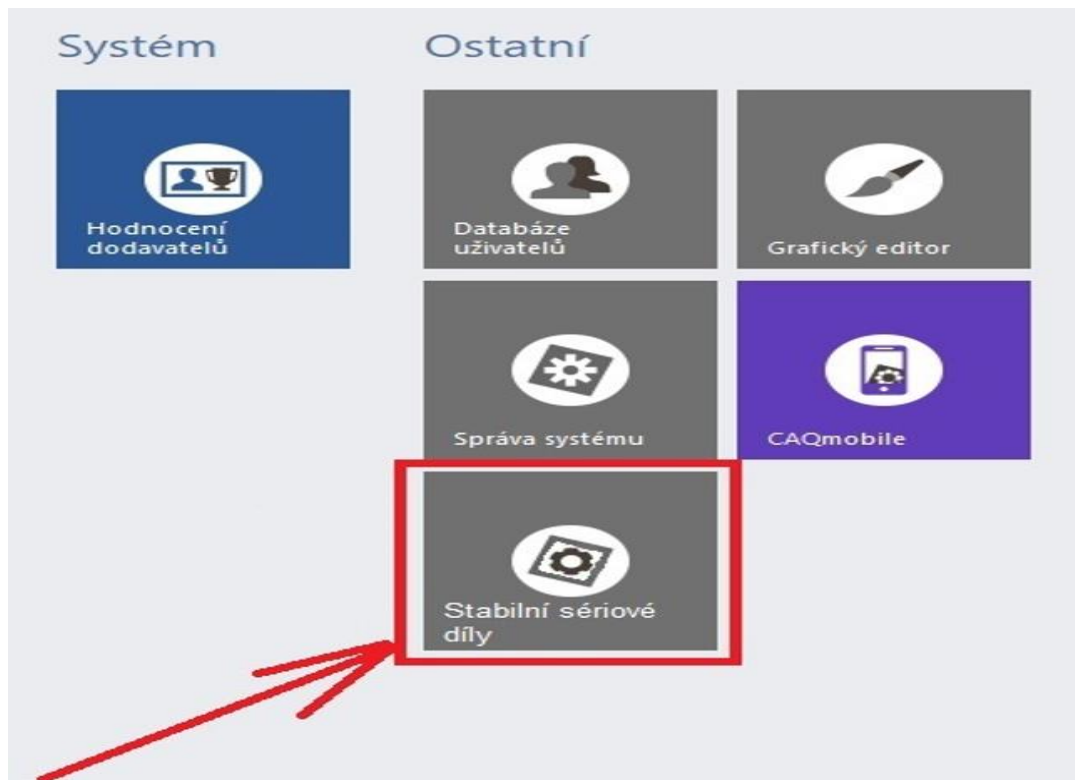 Systém
Ostatní
Hodnocení
dodavatelů
Databáze
uživatelů
Grafický editor
Správa systému
CAQmobile
Stabilní sériové
díly